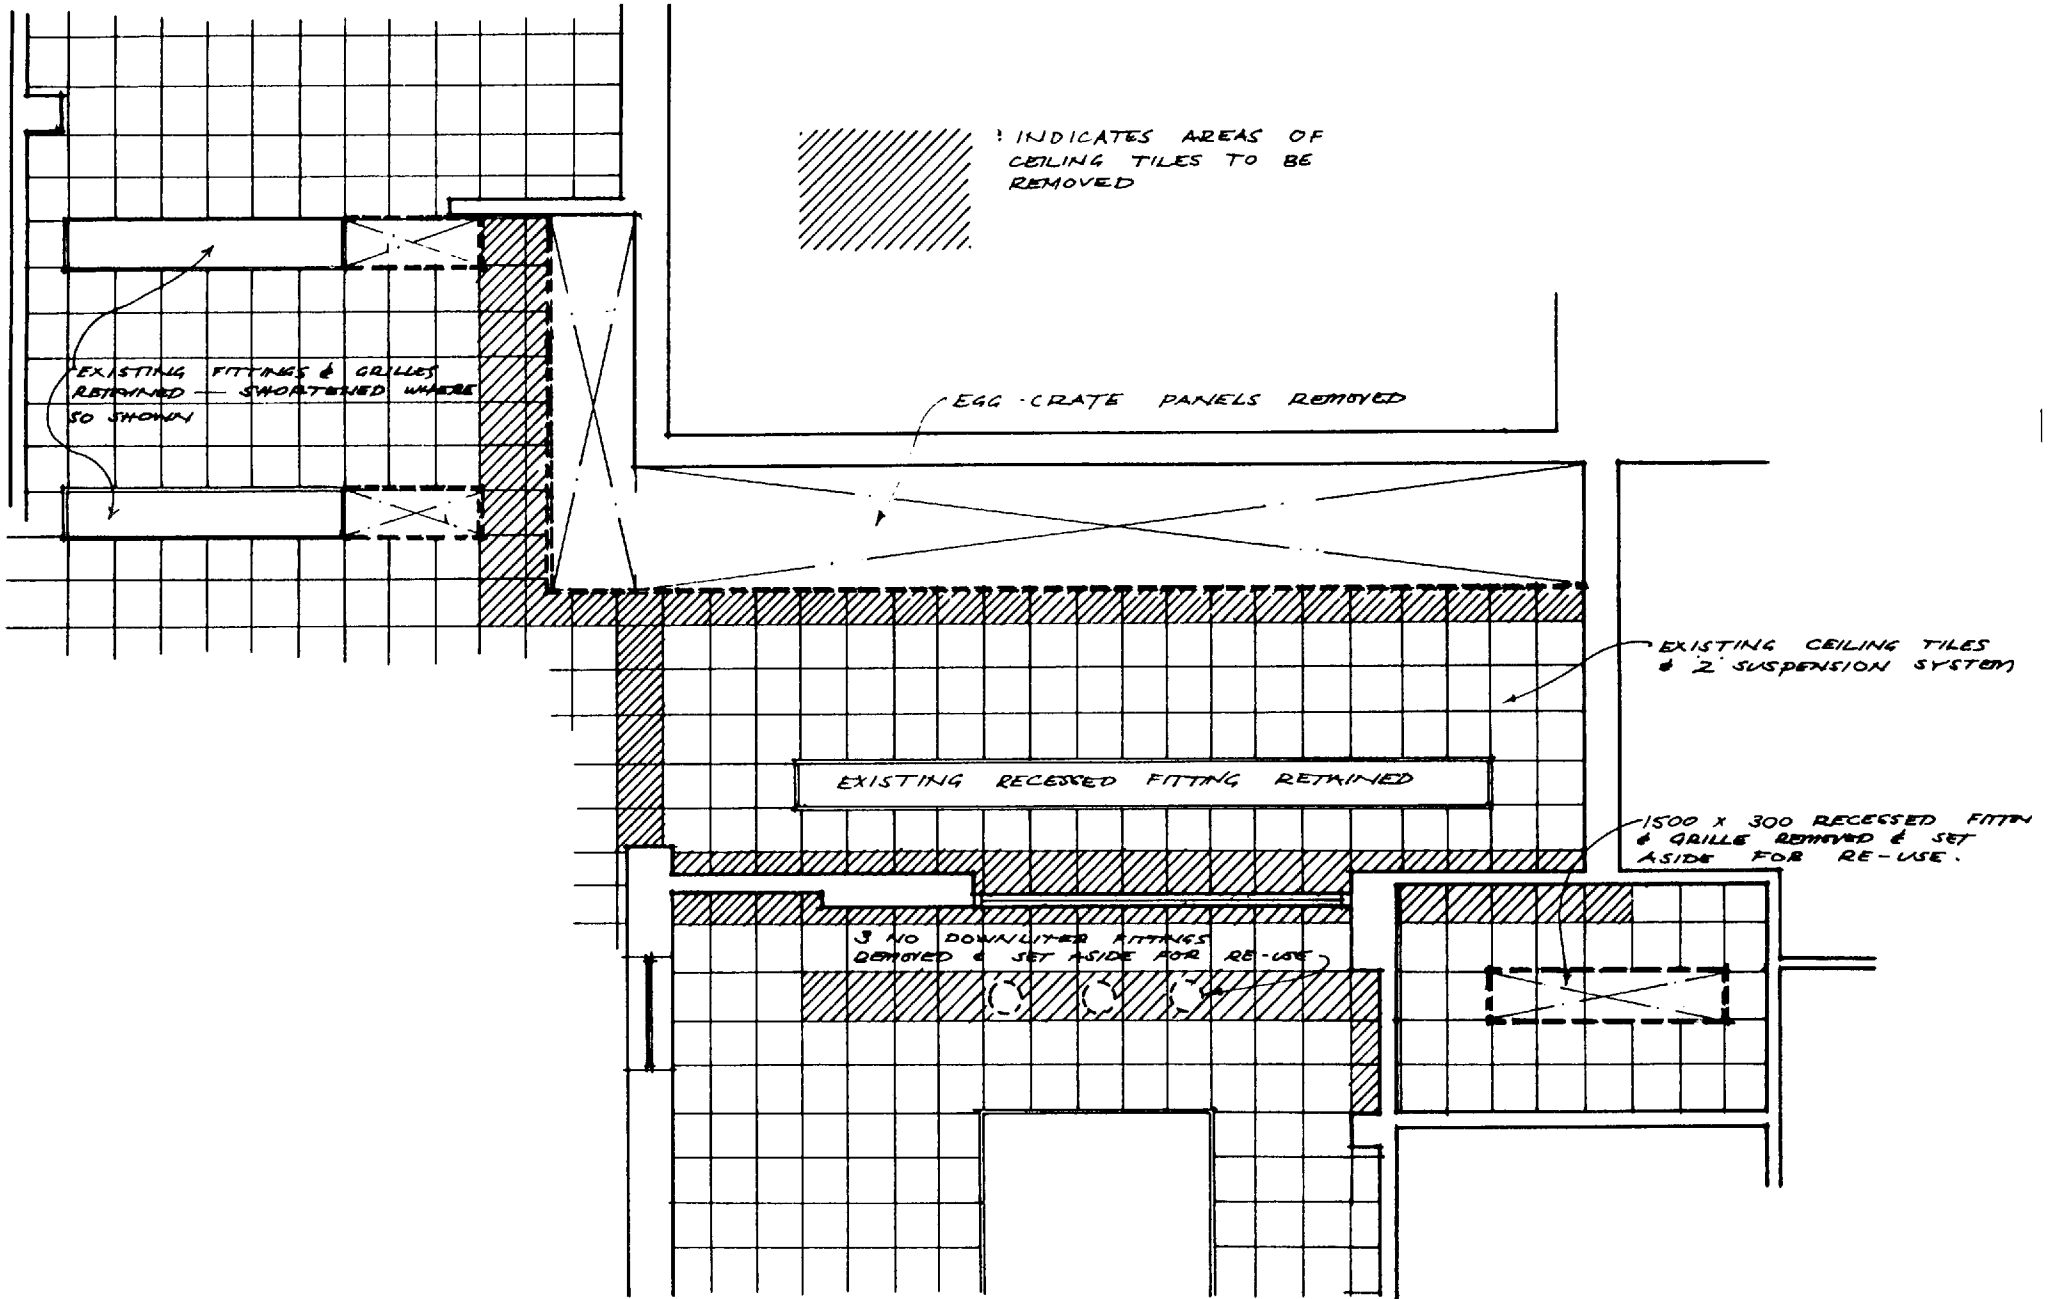 : INDICATES AREAS OF
CEILING TILES TO BE
REMOVED
EXISTING FITTINGS & GRILLES
RETAINED — SHORTENED WHERE
SO SHOWN
EGG-CRATE PANELS REMOVED
EXISTING CEILING TILES
& 'Z' SUSPENSION SYSTEM
EXISTING RECESSED FITTING RETAINED
1500 X 300 RECESSED FITTIN
& GRILLE REMOVED & SET
ASIDE FOR RE-USE.
3 NO DOWNLITER FITTINGS
REMOVED & SET ASIDE FOR RE-USE